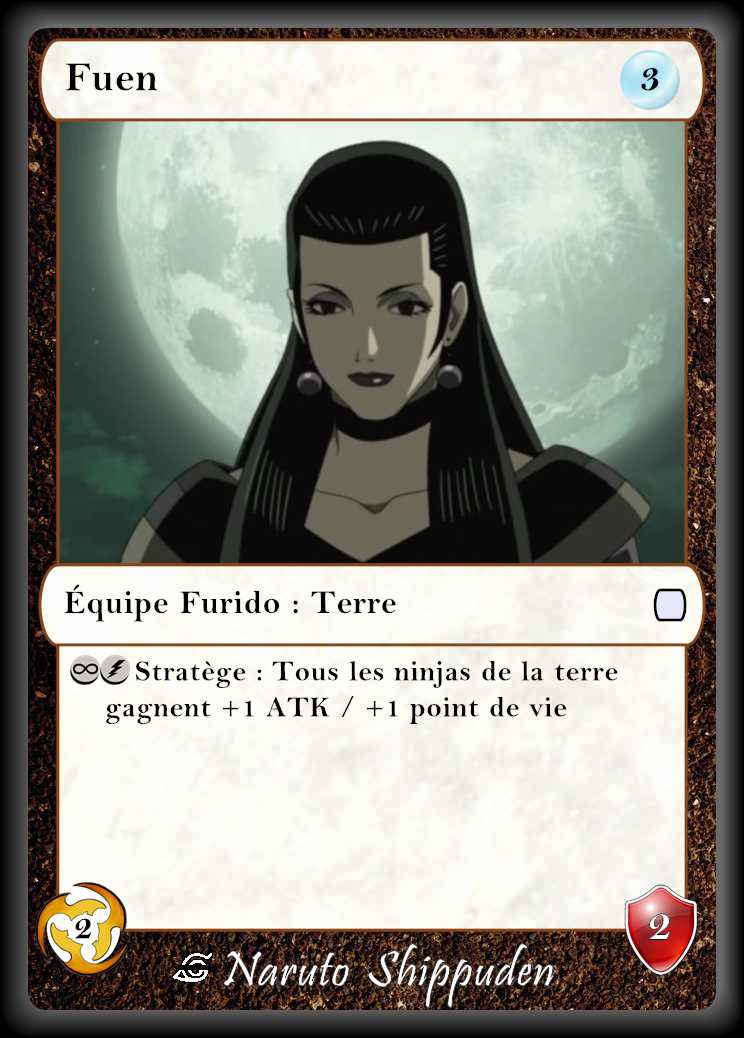 Fuen
3
Équipe Furido : Terre
Stratège : Tous les ninjas de la terre
gagnent +1 ATK / +1 point de vie
2
2
Naruto Shippuden